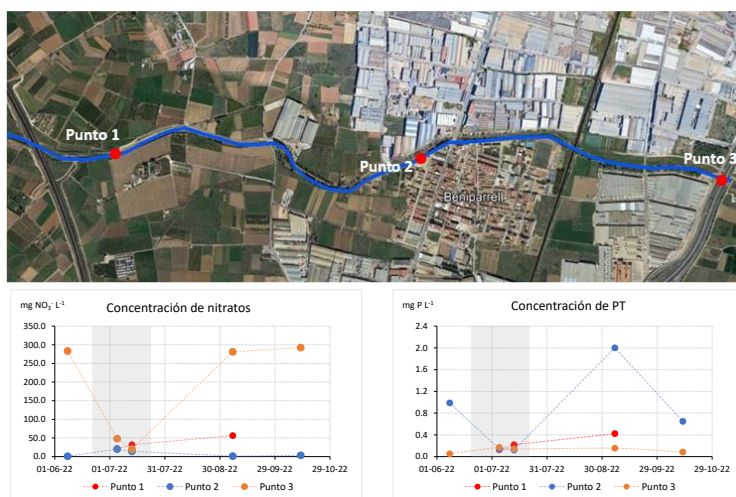 Punto 1
Punto 2
Punto 3
Beniparrell
mg NO₃⁻ L⁻¹
Concentración de nitratos
350.0
300.0
250.0
200.0
150.0
100.0
50.0
0.0
01-06-22 01-07-22 31-07-22 30-08-22 29-09-22 29-10-22
Punto 1 Punto 2 Punto 3
mg P L⁻¹
Concentración de PT
2.4
2.0
1.6
1.2
0.8
0.4
0.0
01-06-22 01-07-22 31-07-22 30-08-22 29-09-22 29-10-22
Punto 1 Punto 2 Punto 3